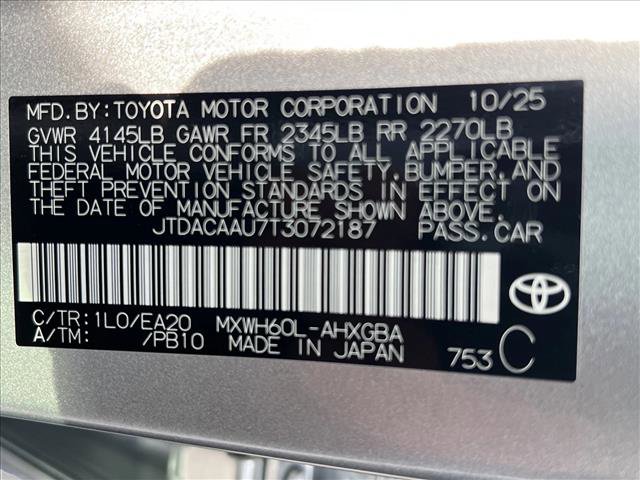 MFD. BY: TOYOTA MOTOR CORPORATION 10/25
GVWR 4145LB GAWR FR 2345LB RR 2270LB
THIS VEHICLE CONFORMS TO ALL APPLICABLE
FEDERAL MOTOR VEHICLE SAFETY, BUMPER, AND
THEFT PREVENTION STANDARDS IN EFFECT ON
THE DATE OF MANUFACTURE SHOWN ABOVE.
JTDACAAU7T3072187 PASS. CAR
C/TR: 1L0/EA20 MXWH60L-AHXGBA
A/TM: /PB10 MADE IN JAPAN 753 C